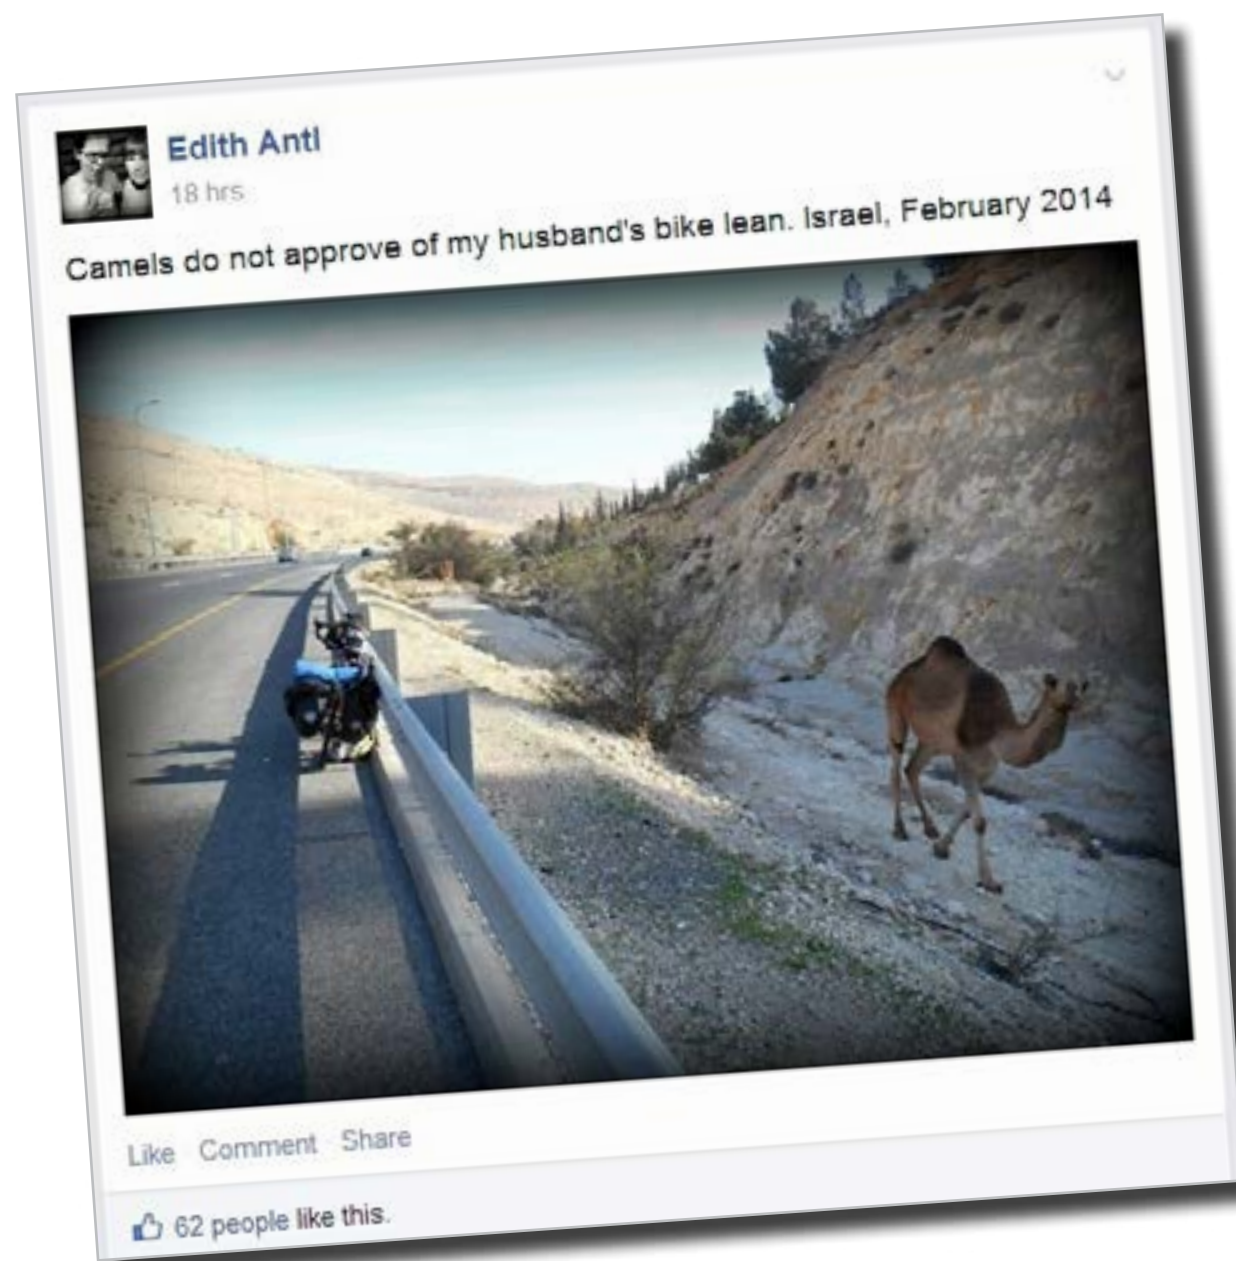 Edith Antl
18 hrs
Camels do not approve of my husband's bike lean. Israel, February 2014
Like Comment Share
62 people like this.